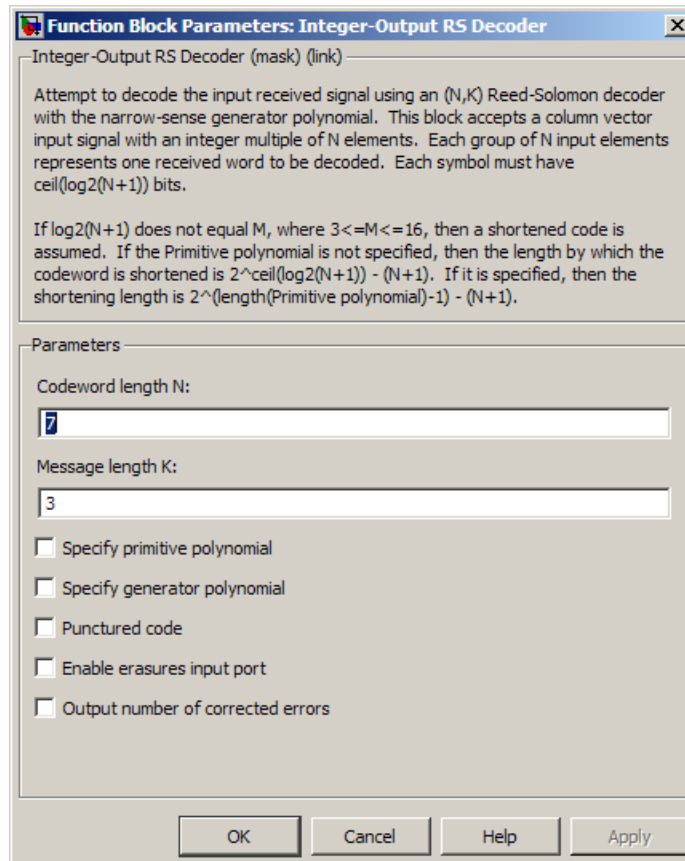 Function Block Parameters: Integer-Output RS Decoder
Integer-Output RS Decoder (mask) (link)
Attempt to decode the input received signal using an (N,K) Reed-Solomon decoder
with the narrow-sense generator polynomial. This block accepts a column vector
input signal with an integer multiple of N elements. Each group of N input elements
represents one received word to be decoded. Each symbol must have
ceil(log2(N+1)) bits.
If log2(N+1) does not equal M, where 3<=M<=16, then a shortened code is
assumed. If the Primitive polynomial is not specified, then the length by which the
codeword is shortened is 2^ceil(log2(N+1)) - (N+1). If it is specified, then the
shortening length is 2^(length(Primitive polynomial)-1) - (N+1).
Parameters
Codeword length N:
7
Message length K:
3
Specify primitive polynomial
Specify generator polynomial
Punctured code
Enable erasures input port
Output number of corrected errors
OK Cancel Help Apply